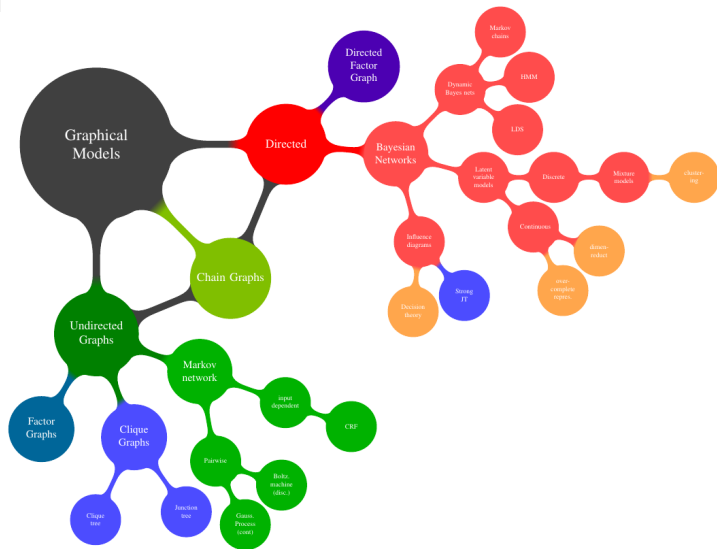 Graphical
Models
Directed
Factor
Graph
Directed
Chain Graphs
Undirected
Graphs
Bayesian
Networks
Dynamic
Bayes nets
Markov
chains
HMM
LDS
Latent
variable
models
Discrete
Mixture
models
cluster-
ing
Continuous
dimen-
reduct
over-
complete
repres.
Influence
diagrams
Strong
JT
Decision
theory
Factor
Graphs
Clique
Graphs
Clique
tree
Junction
tree
Markov
network
input
dependent
CRF
Pairwise
Boltz.
machine
(disc.)
Gauss.
Process
(cont)